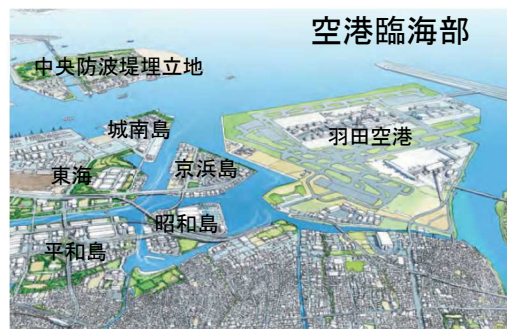 空港臨海部
中央防波堤埋立地
城南島
羽田空港
東海
京浜島
昭和島
平和島